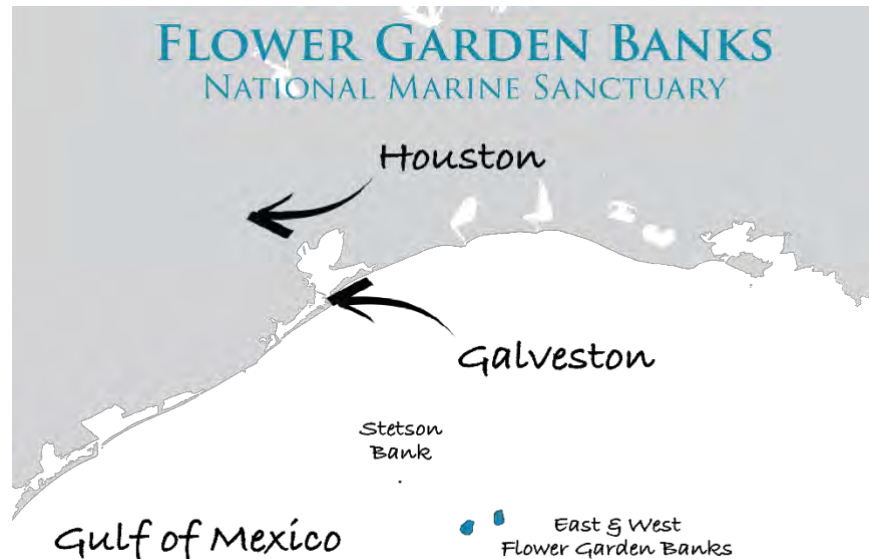 FLOWER GARDEN BANKS
NATIONAL MARINE SANCTUARY
Houston
Galveston
Stetson
Bank
East & West
Flower Garden Banks
Gulf of Mexico